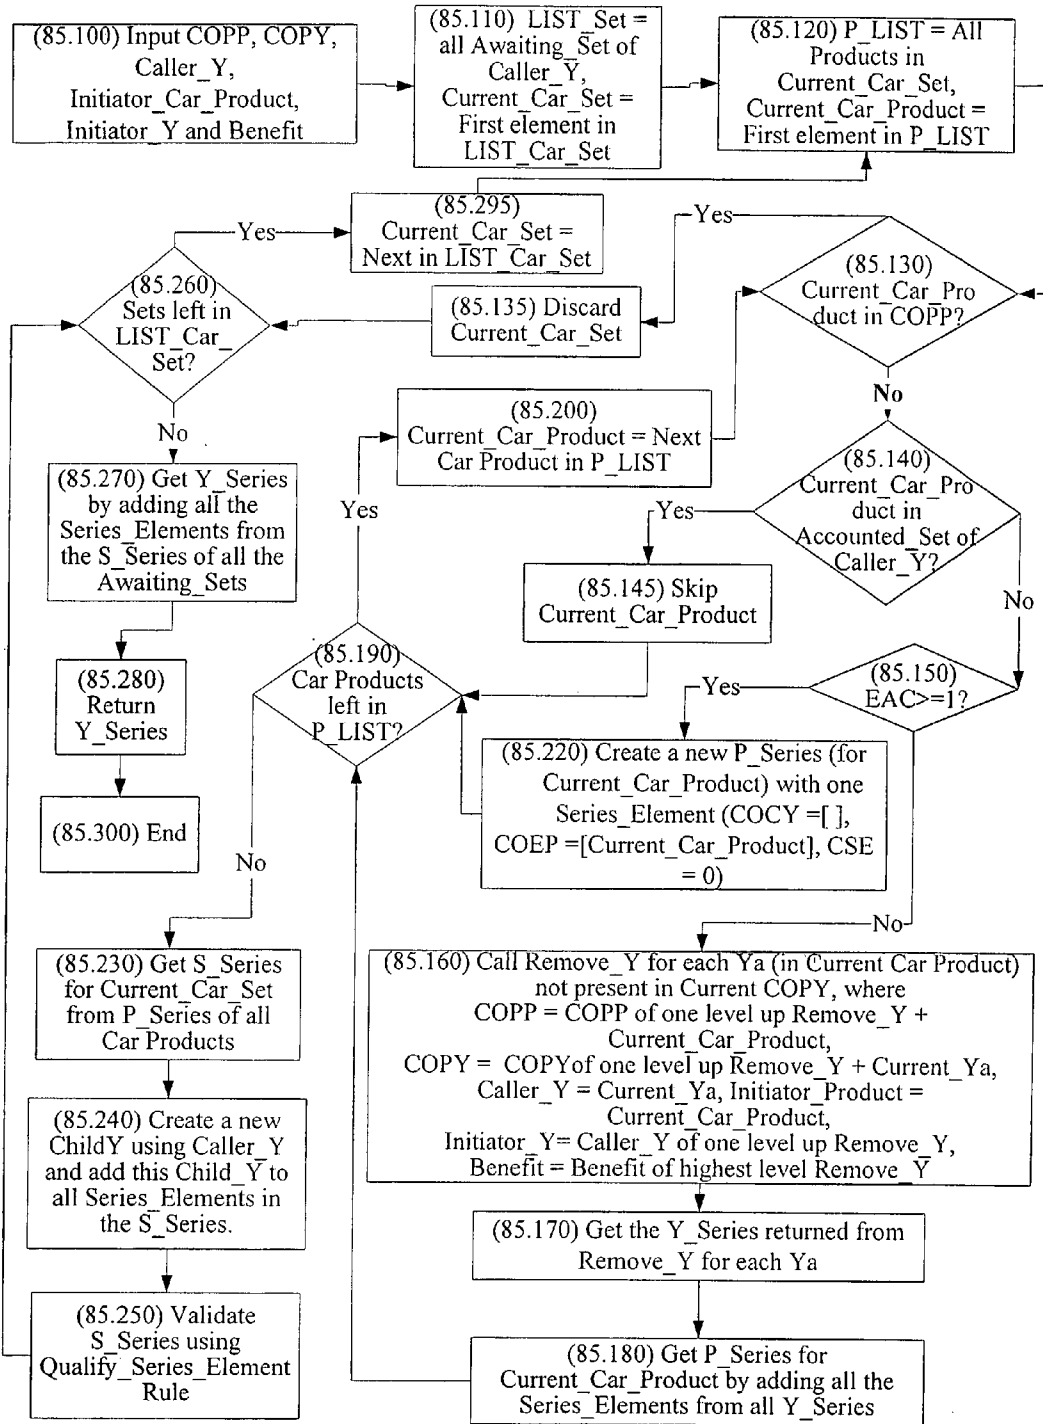 (85.100) Input COPP, COPY,
Caller_Y,
Initiator_Car_Product,
Initiator_Y and Benefit
(85.110) LIST_Set =
all Awaiting_Set of
Caller_Y,
Current_Car_Set =
First element in
LIST_Car_Set
(85.120) P_LIST = All
Products in
Current_Car_Set,
Current_Car_Product =
First element in P_LIST
(85.295)
Current_Car_Set =
Next in LIST_Car_Set
Yes
Yes
(85.130)
Current_Car_Pro
duct in COPP?
(85.260)
Sets left in
LIST_Car_
Set?
(85.135) Discard
Current_Car_Set
No
No
(85.200)
Current_Car_Product = Next
Car Product in P_LIST
(85.140)
Current_Car_Pro
duct in
Accounted_Set of
Caller_Y?
(85.270) Get Y_Series
by adding all the
Series_Elements from
the S_Series of all the
Awaiting_Sets
Yes
Yes
(85.145) Skip
Current_Car_Product
No
(85.190)
Car Products
left in
P_LIST?
(85.280)
Return
Y_Series
(85.150)
EAC>=1?
Yes
(85.220) Create a new P_Series (for
Current_Car_Product) with one
Series_Element (COCY =[ ],
COEP =[Current_Car_Product], CSE
= 0)
(85.300) End
No
No
(85.230) Get S_Series
for Current_Car_Set
from P_Series of all
Car Products
(85.160) Call Remove_Y for each Ya (in Current Car Product)
not present in Current COPY, where
COPP = COPP of one level up Remove_Y +
Current_Car_Product,
COPY = COPYof one level up Remove_Y + Current_Ya,
Caller_Y = Current_Ya, Initiator_Product =
Current_Car_Product,
Initiator_Y= Caller_Y of one level up Remove_Y,
Benefit = Benefit of highest level Remove_Y
(85.240) Create a new
ChildY using Caller_Y
and add this Child_Y to
all Series_Elements in
the S_Series.
(85.170) Get the Y_Series returned from
Remove_Y for each Ya
(85.250) Validate
S_Series using
Qualify_Series_Element
Rule
(85.180) Get P_Series for
Current_Car_Product by adding all the
Series_Elements from all Y_Series